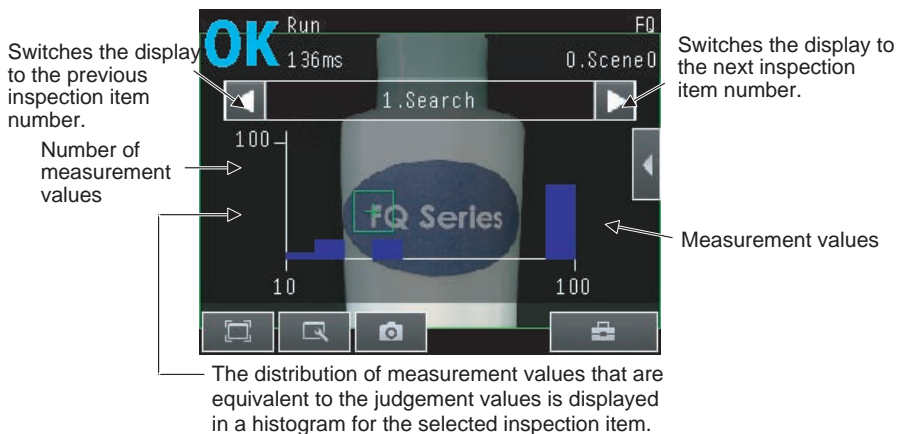 Switches the display
to the previous
inspection item
number.
Number of
measurement
values
OK
Run
FQ
136ms
0.Scene0
1.Search
100
FQ Series
10
100
Switches the display to
the next inspection
item number.
Measurement values
The distribution of measurement values that are
equivalent to the judgement values is displayed
in a histogram for the selected inspection item.